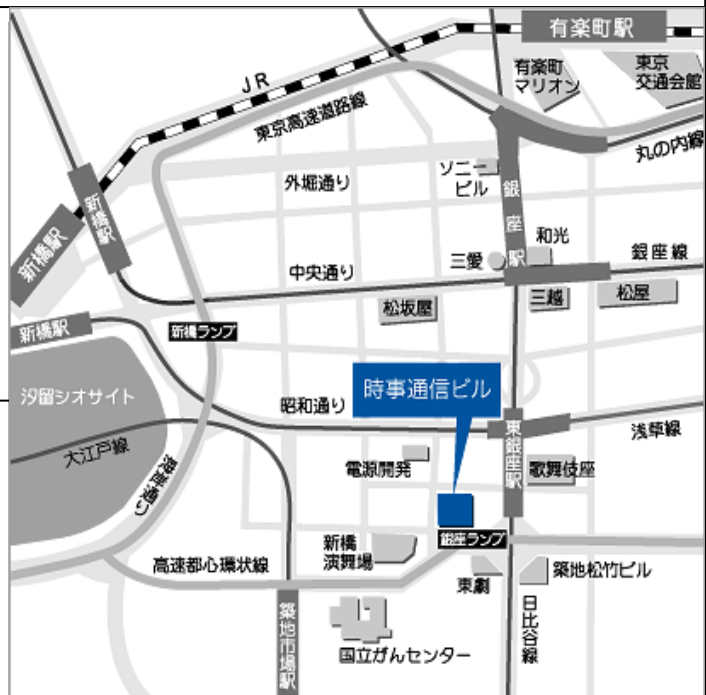 有楽町駅
JR
有楽町
マリオン
東京
交通会館
東京高速道路線
丸の内線
外堀通り
ソニー
ビル
銀座駅
新橋駅
新橋駅
和光
三愛
銀座線
中央通り
三越
松屋
松坂屋
新橋駅
新橋ランプ
時事通信ビル
汐留シオサイト
昭和通り
浅草線
東銀座駅
大江戸線
電源開発
歌舞伎座
海岸通り
新橋
演舞場
銀座ランプ
高速都心環状線
東劇
築地松竹ビル
築地市場駅
日比谷線
国立がんセンター